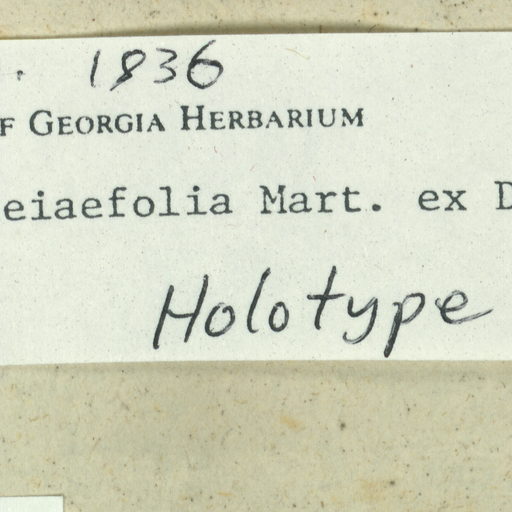 . 1836
F GEORGIA HERBARIUM
eiaefolia Mart. ex D
Holotype